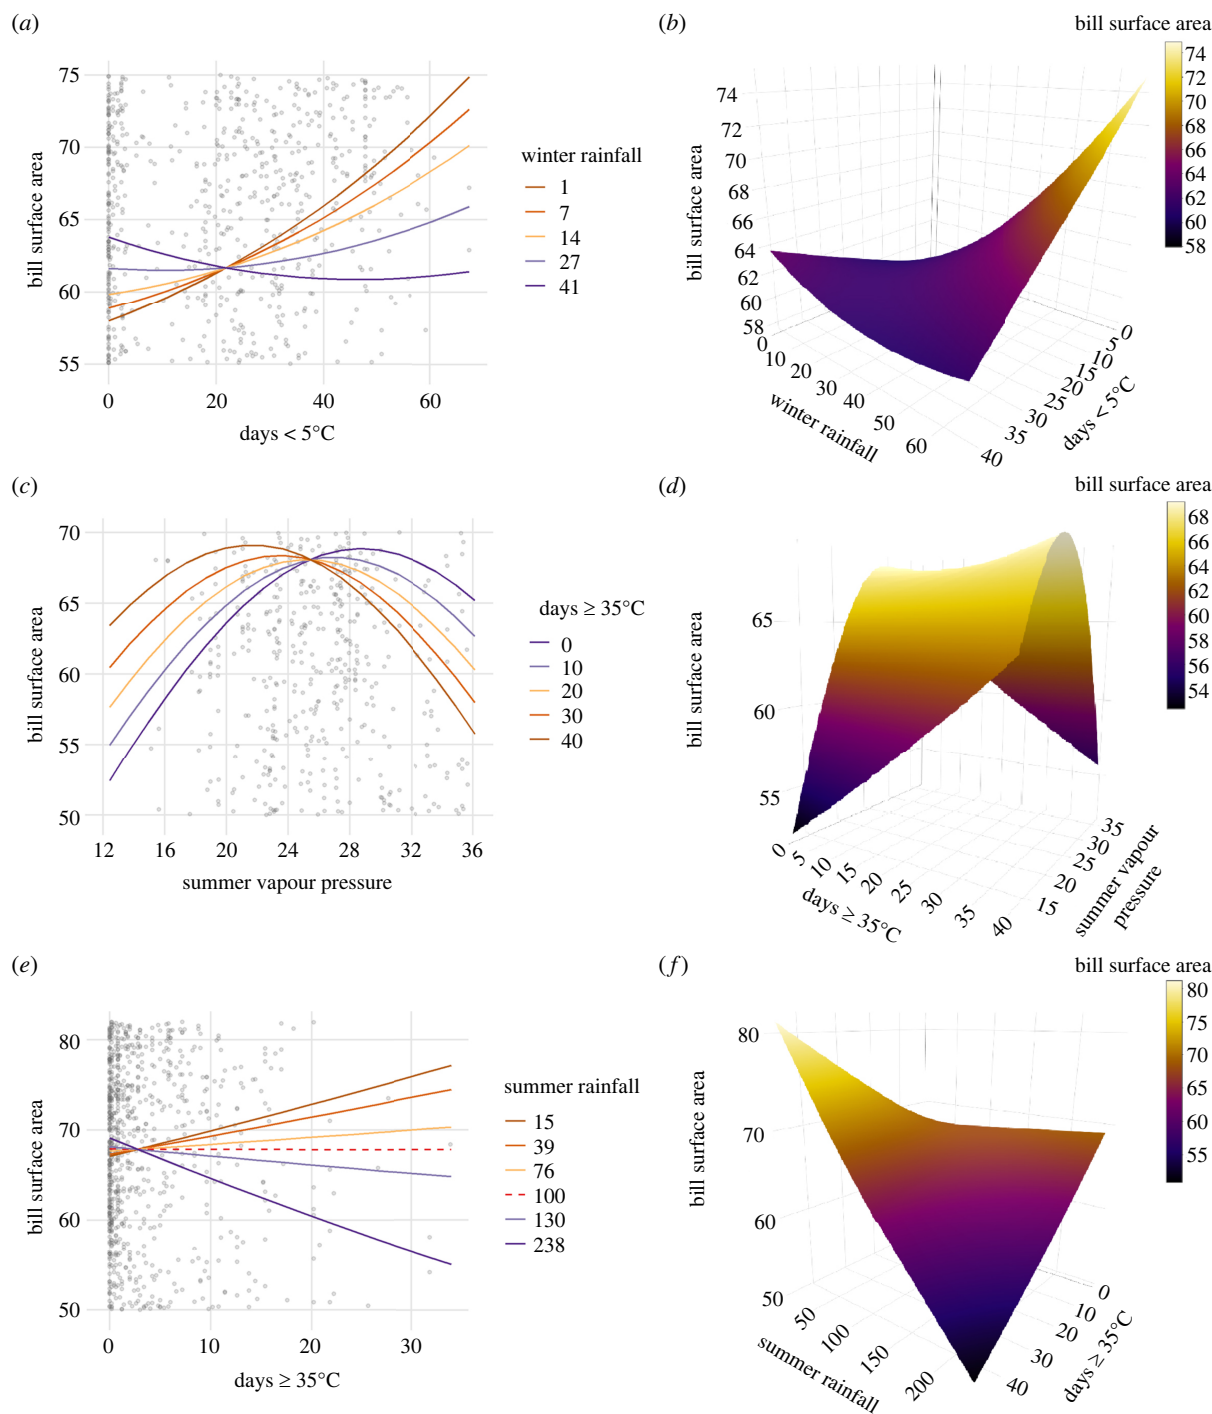 (a)
bill surface area
75
70
65
60
55
0 20 40 60
days < 5°C
winter rainfall
1
7
14
27
41
(b)
bill surface area
74
72
70
68
66
64
62
60
58
bill surface area
74
72
70
68
66
64
62
60
58
0 10 20 30 40 50 60
winter rainfall
0 5 10 15 20 25 30 35 40
days < 5°C
(c)
bill surface area
70
65
60
55
50
12 16 20 24 28 32 36
summer vapour pressure
days ≥ 35°C
0
10
20
30
40
(d)
bill surface area
68
66
64
62
60
58
56
54
bill surface area
65
60
55
0 5 10 15 20 25 30 35 40
days ≥ 35°C
35 30 25 20 15
summer vapour
pressure
(e)
bill surface area
80
70
60
50
0 10 20 30
days ≥ 35°C
summer rainfall
15
39
76
100
130
238
(f)
bill surface area
80
75
70
65
60
55
bill surface area
80
70
60
50
50 100 150 200
summer rainfall
0 10 20 30 40
days ≥ 35°C